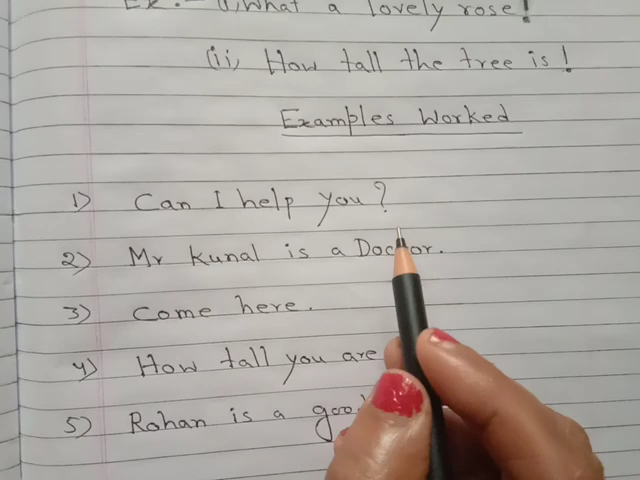 Ex:- (i) What a lovely rose!
(ii) How tall the tree is!
Examples Worked
1) Can I help you?
2) Mr Kunal is a Doctor.
3) Come here.
4) How tall you are
5) Rohan is a